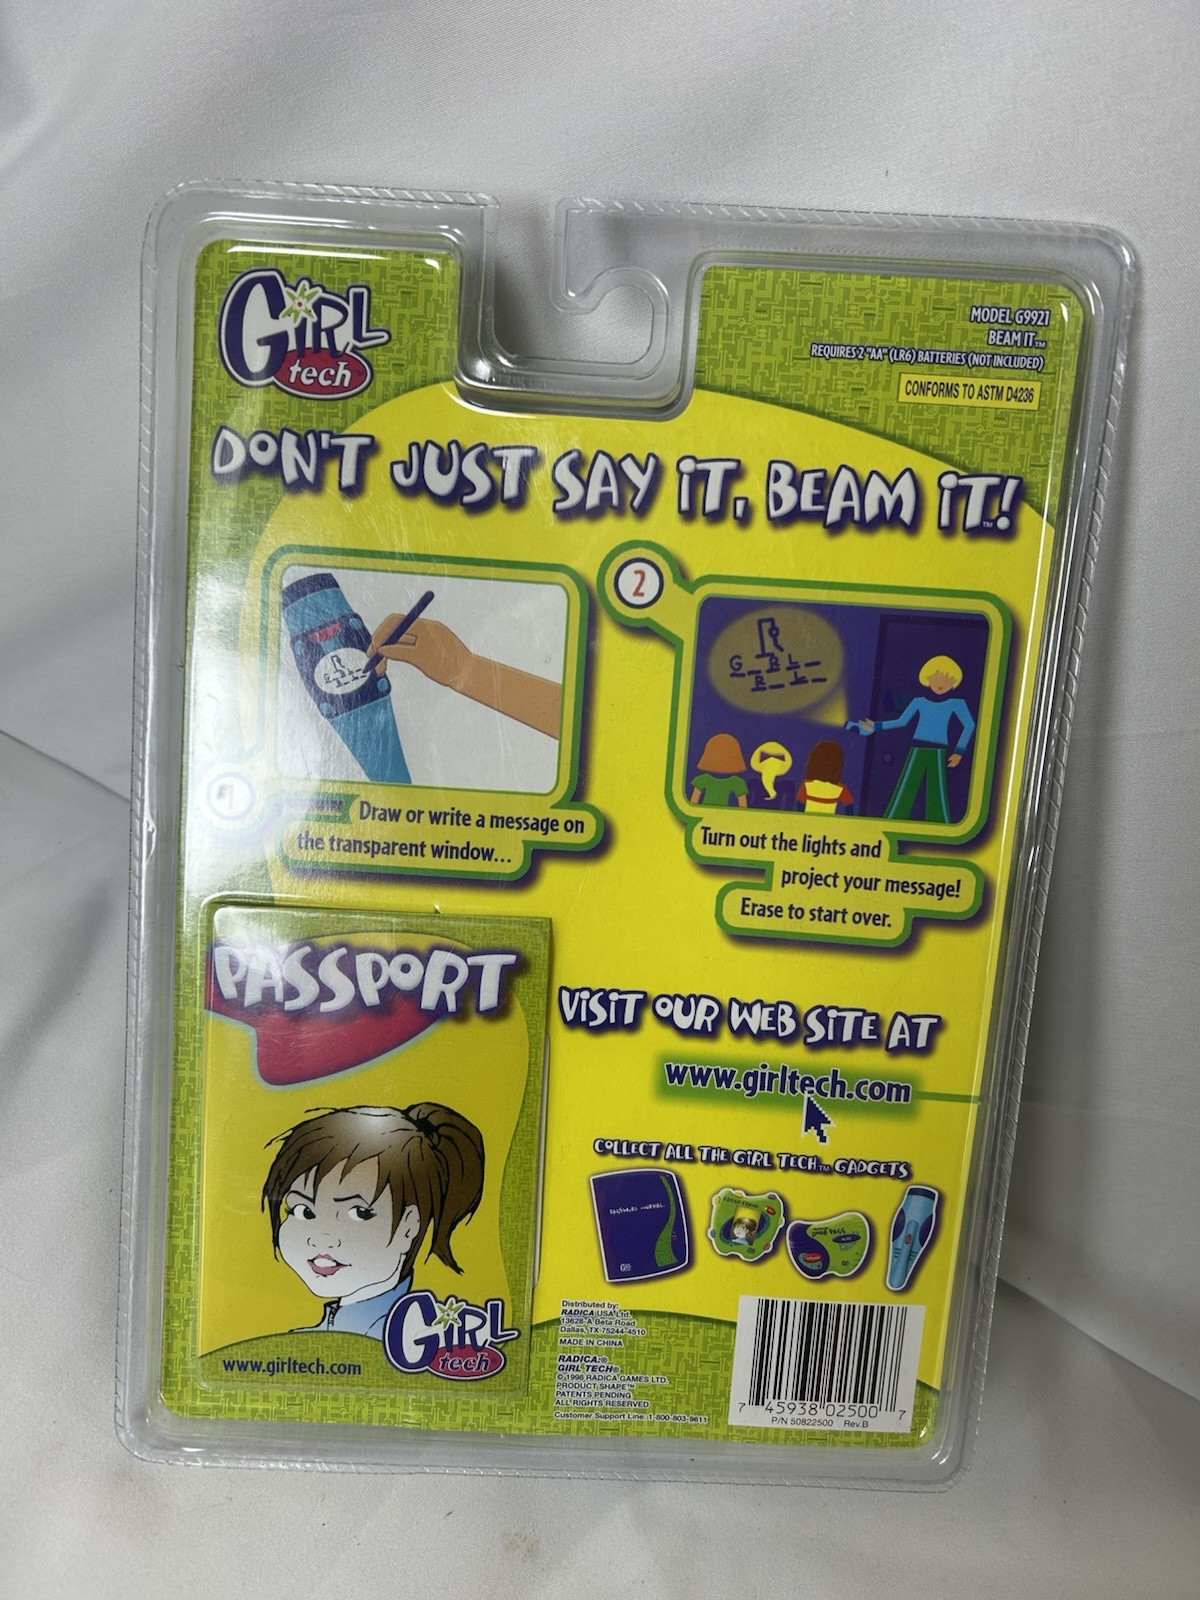 GiRL
tech
MODEL G9921
BEAM IT™
REQUIRES 2 "AA" (LR6) BATTERIES (NOT INCLUDED)
CONFORMS TO ASTM D4236
DON'T JUST SAY iT, BEAM iT!™
1
Draw or write a message on
the transparent window...
2
G _ R L _
B _ L _
Turn out the lights and
project your message!
Erase to start over.
PASSPORT
www.girltech.com
GiRL
tech
ViSiT OUR WEB SiTE AT
www.girltech.com
COLLECT ALL THE GiRL TECH™ GADGETS
Distributed by:
RADICA USA Ltd.
13628-A Beta Road
Dallas, TX 75244-4510
MADE IN CHINA
RADICA:®
GIRL TECH®
© 1998 RADICA GAMES LTD.
PRODUCT SHAPE™
PATENTS PENDING
ALL RIGHTS RESERVED
Customer Support Line: 1-800-803-9611
7 45938 02500 7
P/N 50822500 Rev.B